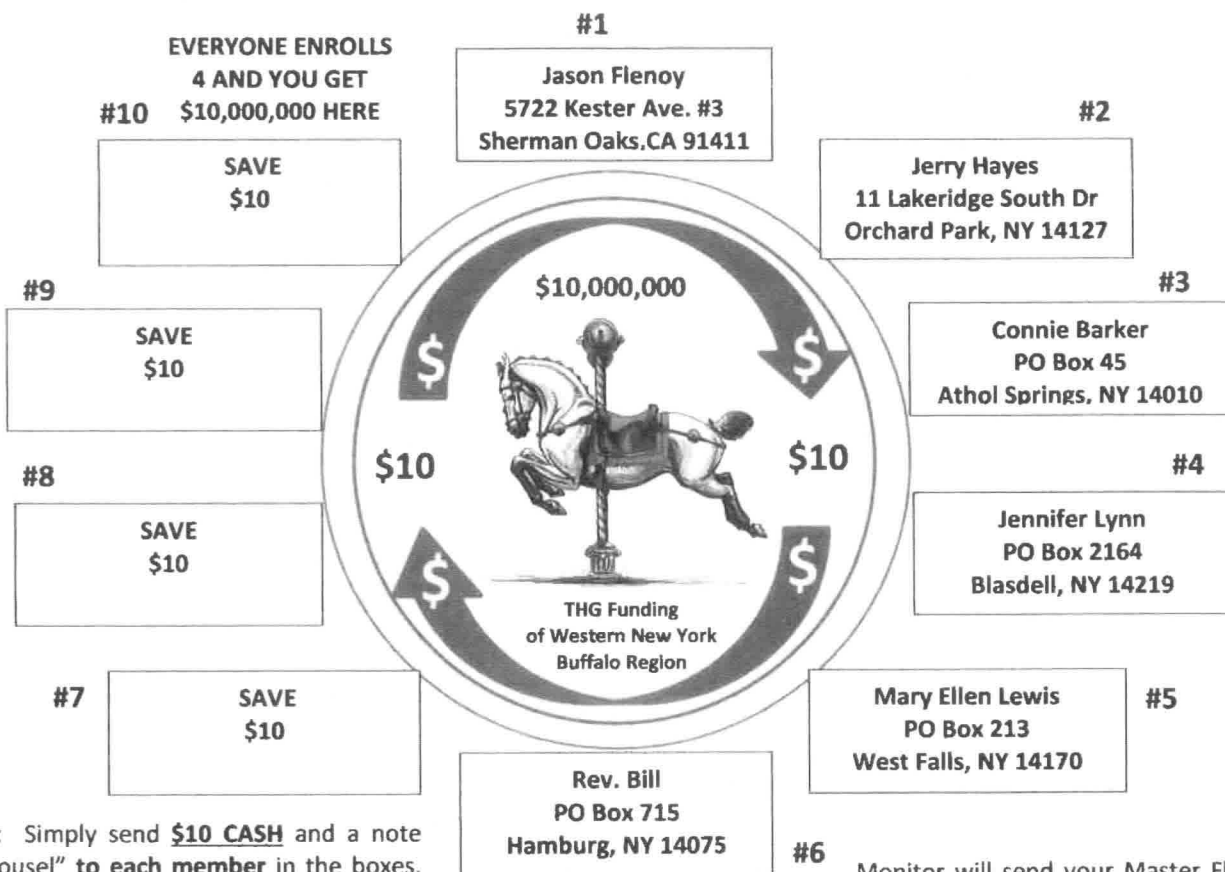 #1
Jason Flenoy
5722 Kester Ave. #3
Sherman Oaks,CA 91411
EVERYONE ENROLLS
4 AND YOU GET
$10,000,000 HERE
#10
SAVE
$10
#2
Jerry Hayes
11 Lakeridge South Dr
Orchard Park, NY 14127
#9
SAVE
$10
#3
Connie Barker
PO Box 45
Athol Springs, NY 14010
$10,000,000
$
$
$10
$10
#8
SAVE
$10
#4
Jennifer Lynn
PO Box 2164
Blasdell, NY 14219
$
$
THG Funding
of Western New York
Buffalo Region
#7
SAVE
$10
Mary Ellen Lewis
PO Box 213
West Falls, NY 14170
#5
Rev. Bill
PO Box 715
Hamburg, NY 14075
#6
: Simply send $10 CASH and a note
ousel” to each member in the boxes.
Monitor will send your Master